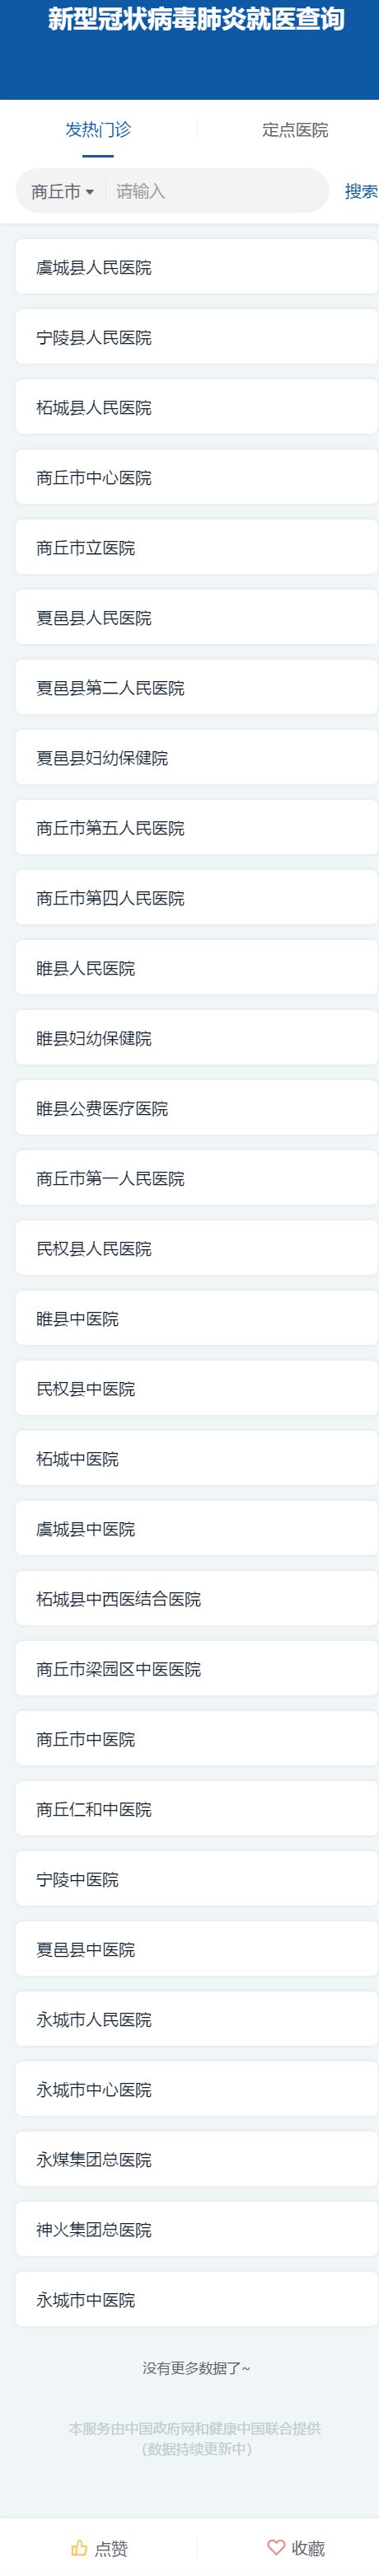 新型冠状病毒肺炎就医查询
发热门诊
定点医院
商丘市 请输入 搜索
虞城县人民医院
宁陵县人民医院
柘城县人民医院
商丘市中心医院
商丘市立医院
夏邑县人民医院
夏邑县第二人民医院
夏邑县妇幼保健院
商丘市第五人民医院
商丘市第四人民医院
睢县人民医院
睢县妇幼保健院
睢县公费医疗医院
商丘市第一人民医院
民权县人民医院
睢县中医院
民权县中医院
柘城中医院
虞城县中医院
柘城县中西医结合医院
商丘市梁园区中医医院
商丘市中医院
商丘仁和中医院
宁陵中医院
夏邑县中医院
永城市人民医院
永城市中心医院
永煤集团总医院
神火集团总医院
永城市中医院
没有更多数据了~
本服务由中国政府网和健康中国联合提供
（数据持续更新中）
点赞
收藏